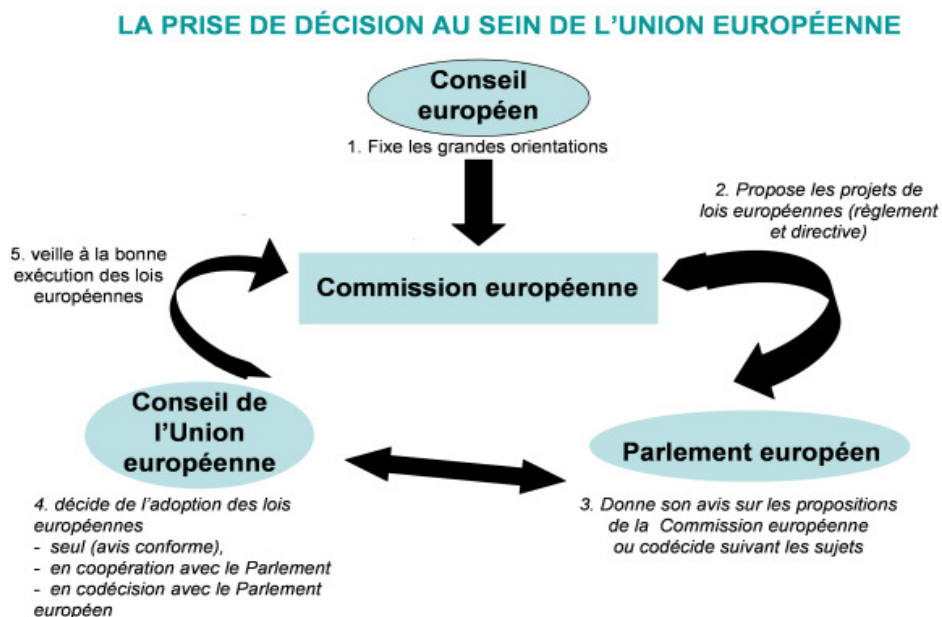 LA PRISE DE DÉCISION AU SEIN DE L'UNION EUROPÉENNE
Conseil
européen
1. Fixe les grandes orientations
2. Propose les projets de
lois européennes (règlement
et directive)
5. veille à la bonne
exécution des lois
européennes
Commission européenne
Conseil de
l'Union
européenne
Parlement européen
4. décide de l'adoption des lois
européennes
- seul (avis conforme),
- en coopération avec le Parlement
- en codécision avec le Parlement
européen
3. Donne son avis sur les propositions
de la Commission européenne
ou codécide suivant les sujets